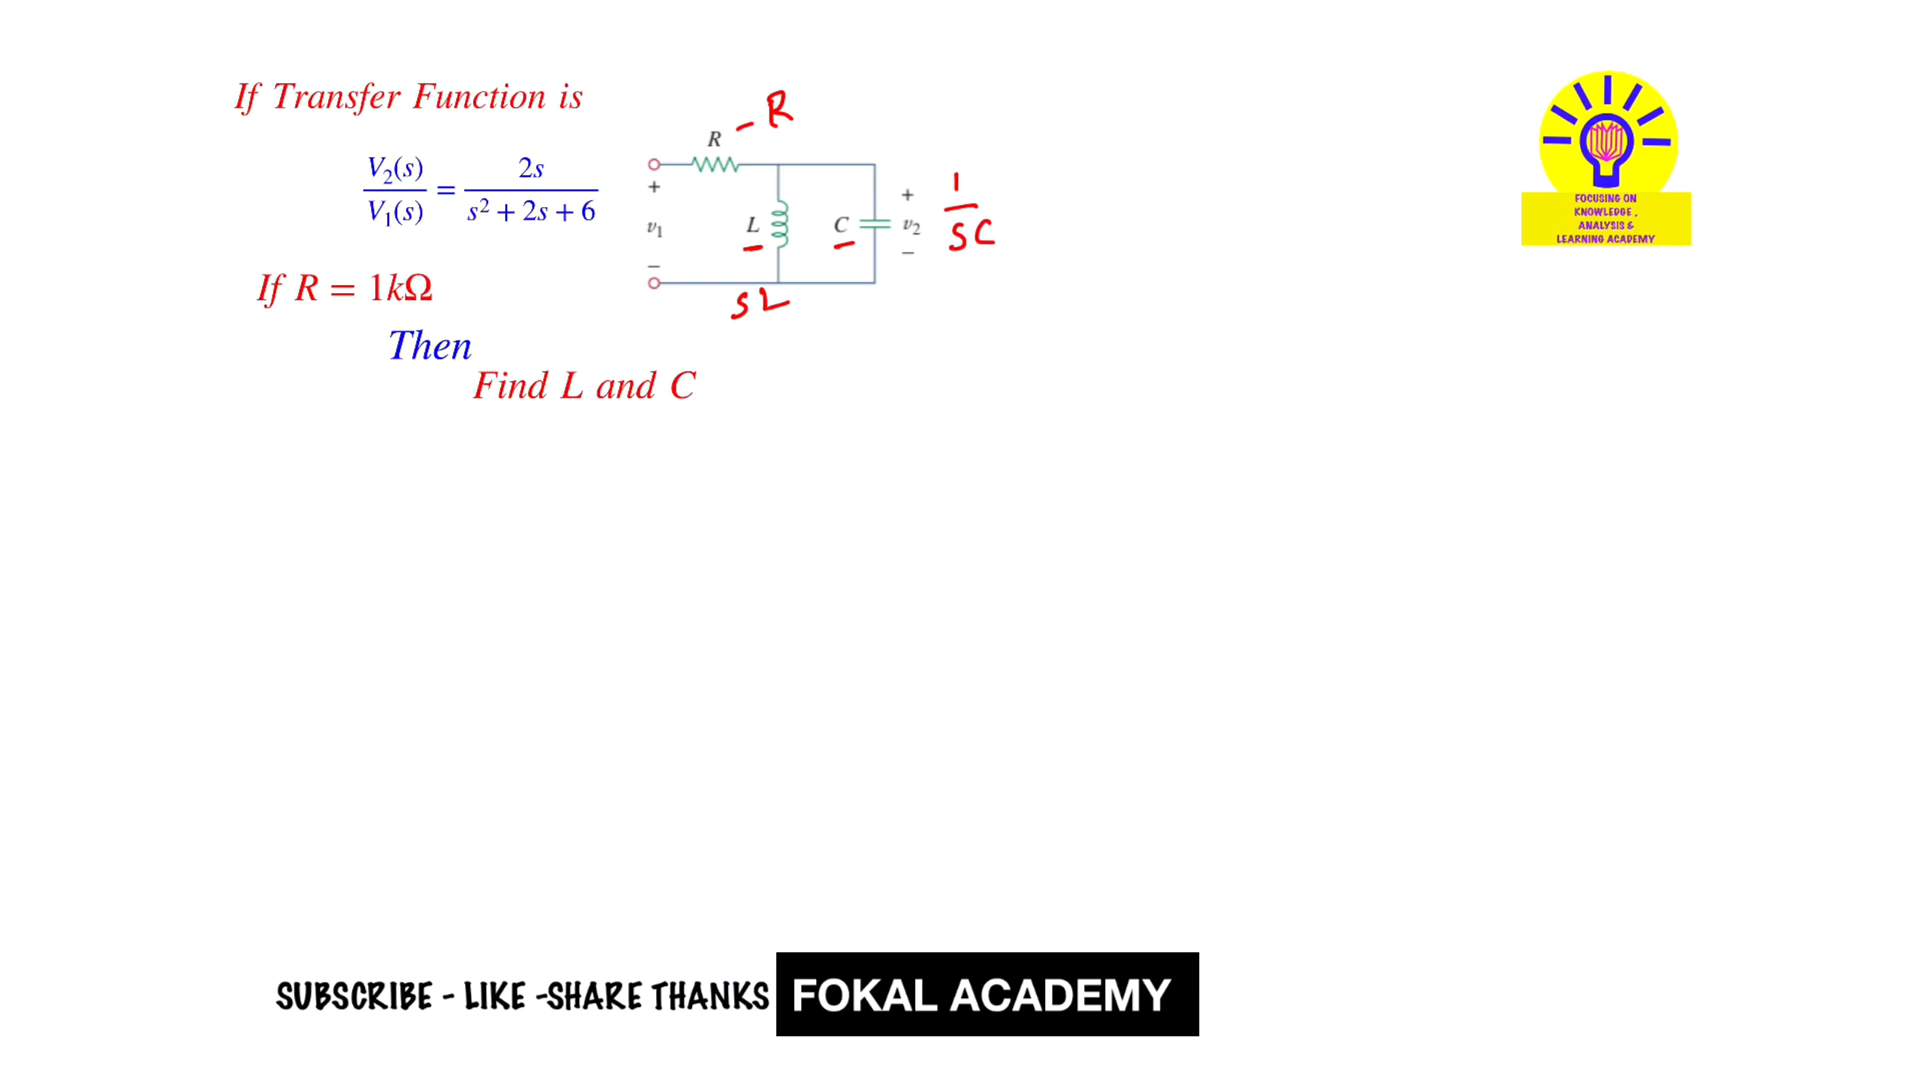 If Transfer Function is
V2(s)/V1(s) = 2s/(s² + 2s + 6)
If R = 1kΩ
Then
Find L and C
– R
R
+
v1
–
L
C
+
v2
–
1/SC
SL
FOCUSING ON
KNOWLEDGE ,
ANALYSIS &
LEARNING ACADEMY
SUBSCRIBE - LIKE -SHARE THANKS
FOKAL ACADEMY